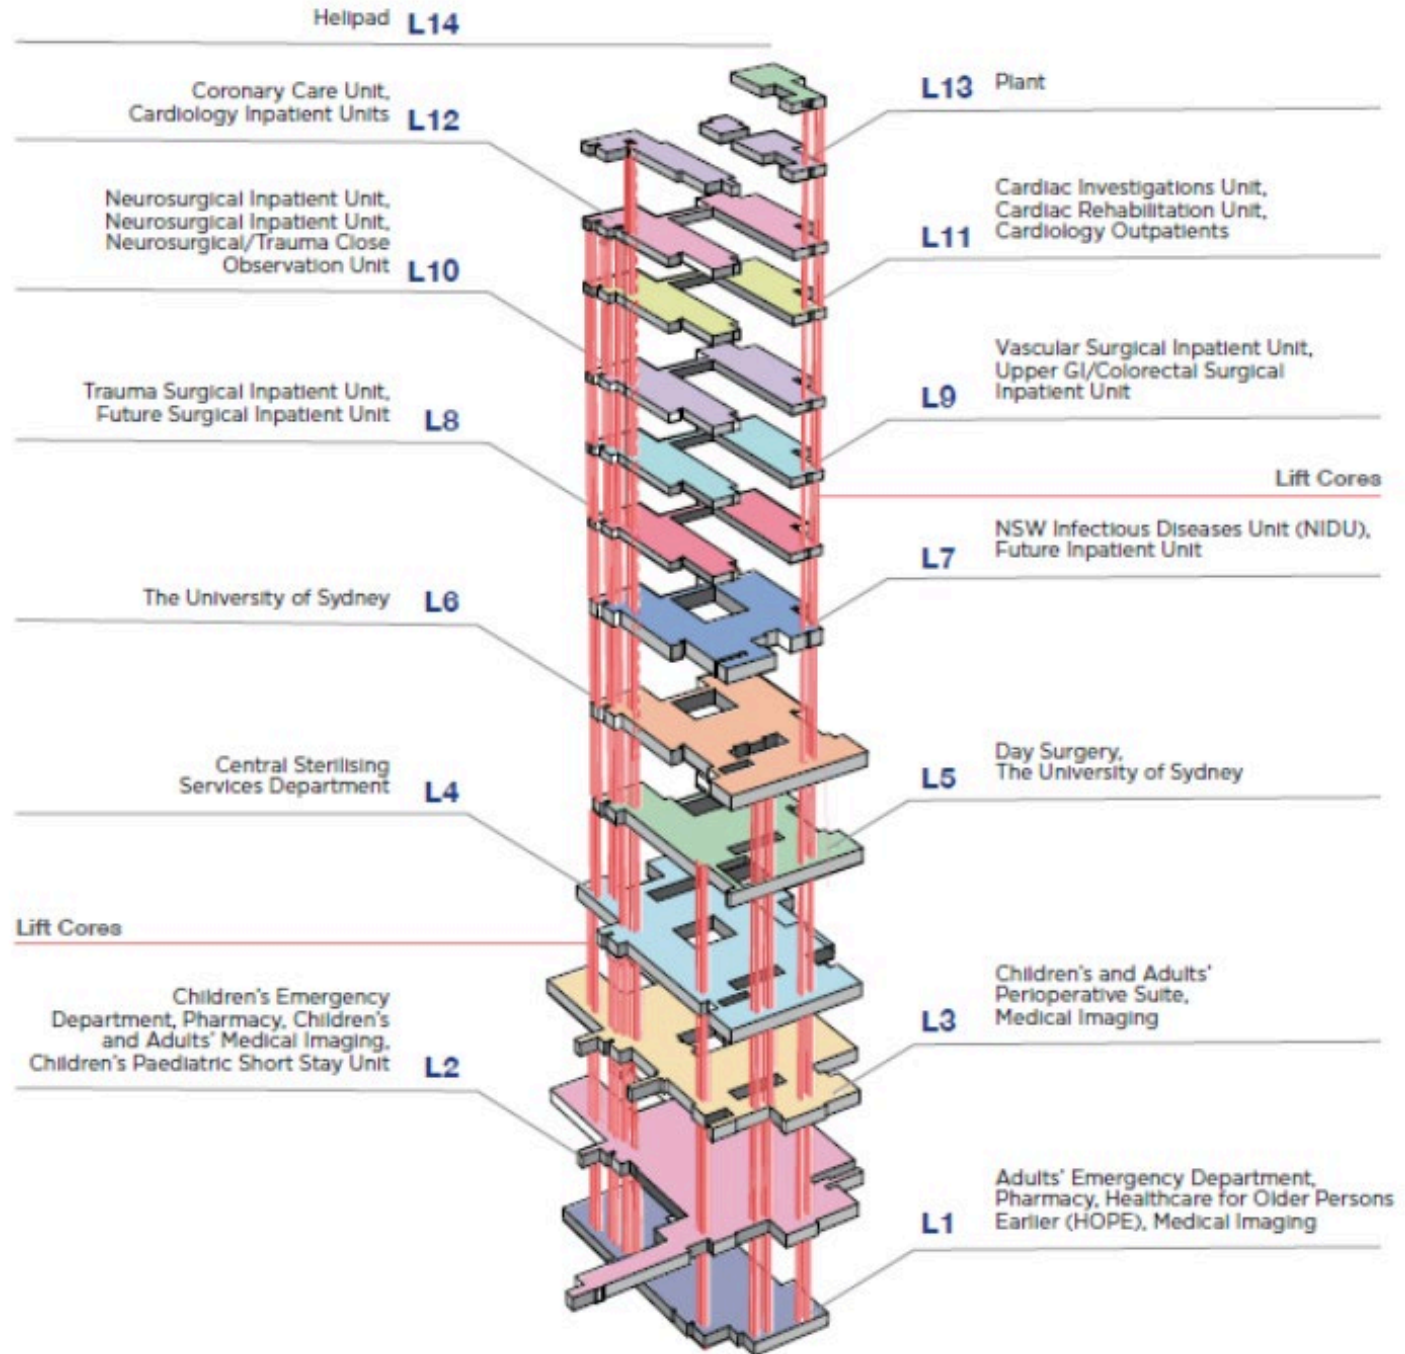 Helipad L14
L13 Plant
Coronary Care Unit,
Cardiology Inpatient Units L12
Cardiac Investigations Unit,
Cardiac Rehabilitation Unit,
L11 Cardiology Outpatients
Neurosurgical Inpatient Unit,
Neurosurgical Inpatient Unit,
Neurosurgical/Trauma Close
Observation Unit L10
Vascular Surgical Inpatient Unit,
Upper GI/Colorectal Surgical
L9 Inpatient Unit
Trauma Surgical Inpatient Unit,
Future Surgical Inpatient Unit L8
Lift Cores
NSW Infectious Diseases Unit (NIDU),
L7 Future Inpatient Unit
The University of Sydney L6
Day Surgery,
L5 The University of Sydney
Central Sterilising
Services Department L4
Lift Cores
Children's and Adults'
Perioperative Suite,
L3 Medical Imaging
Children's Emergency
Department, Pharmacy, Children's
and Adults' Medical Imaging,
Children's Paediatric Short Stay Unit L2
Adults' Emergency Department,
Pharmacy, Healthcare for Older Persons
L1 Earlier (HOPE), Medical Imaging